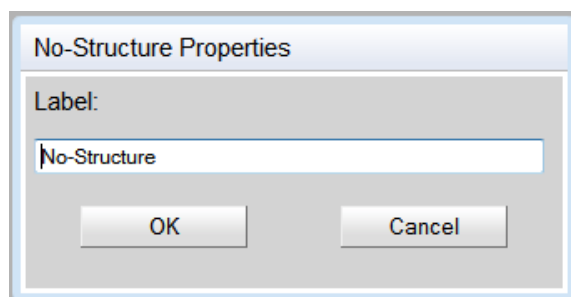 No-Structure Properties
Label:
No-Structure
OK
Cancel